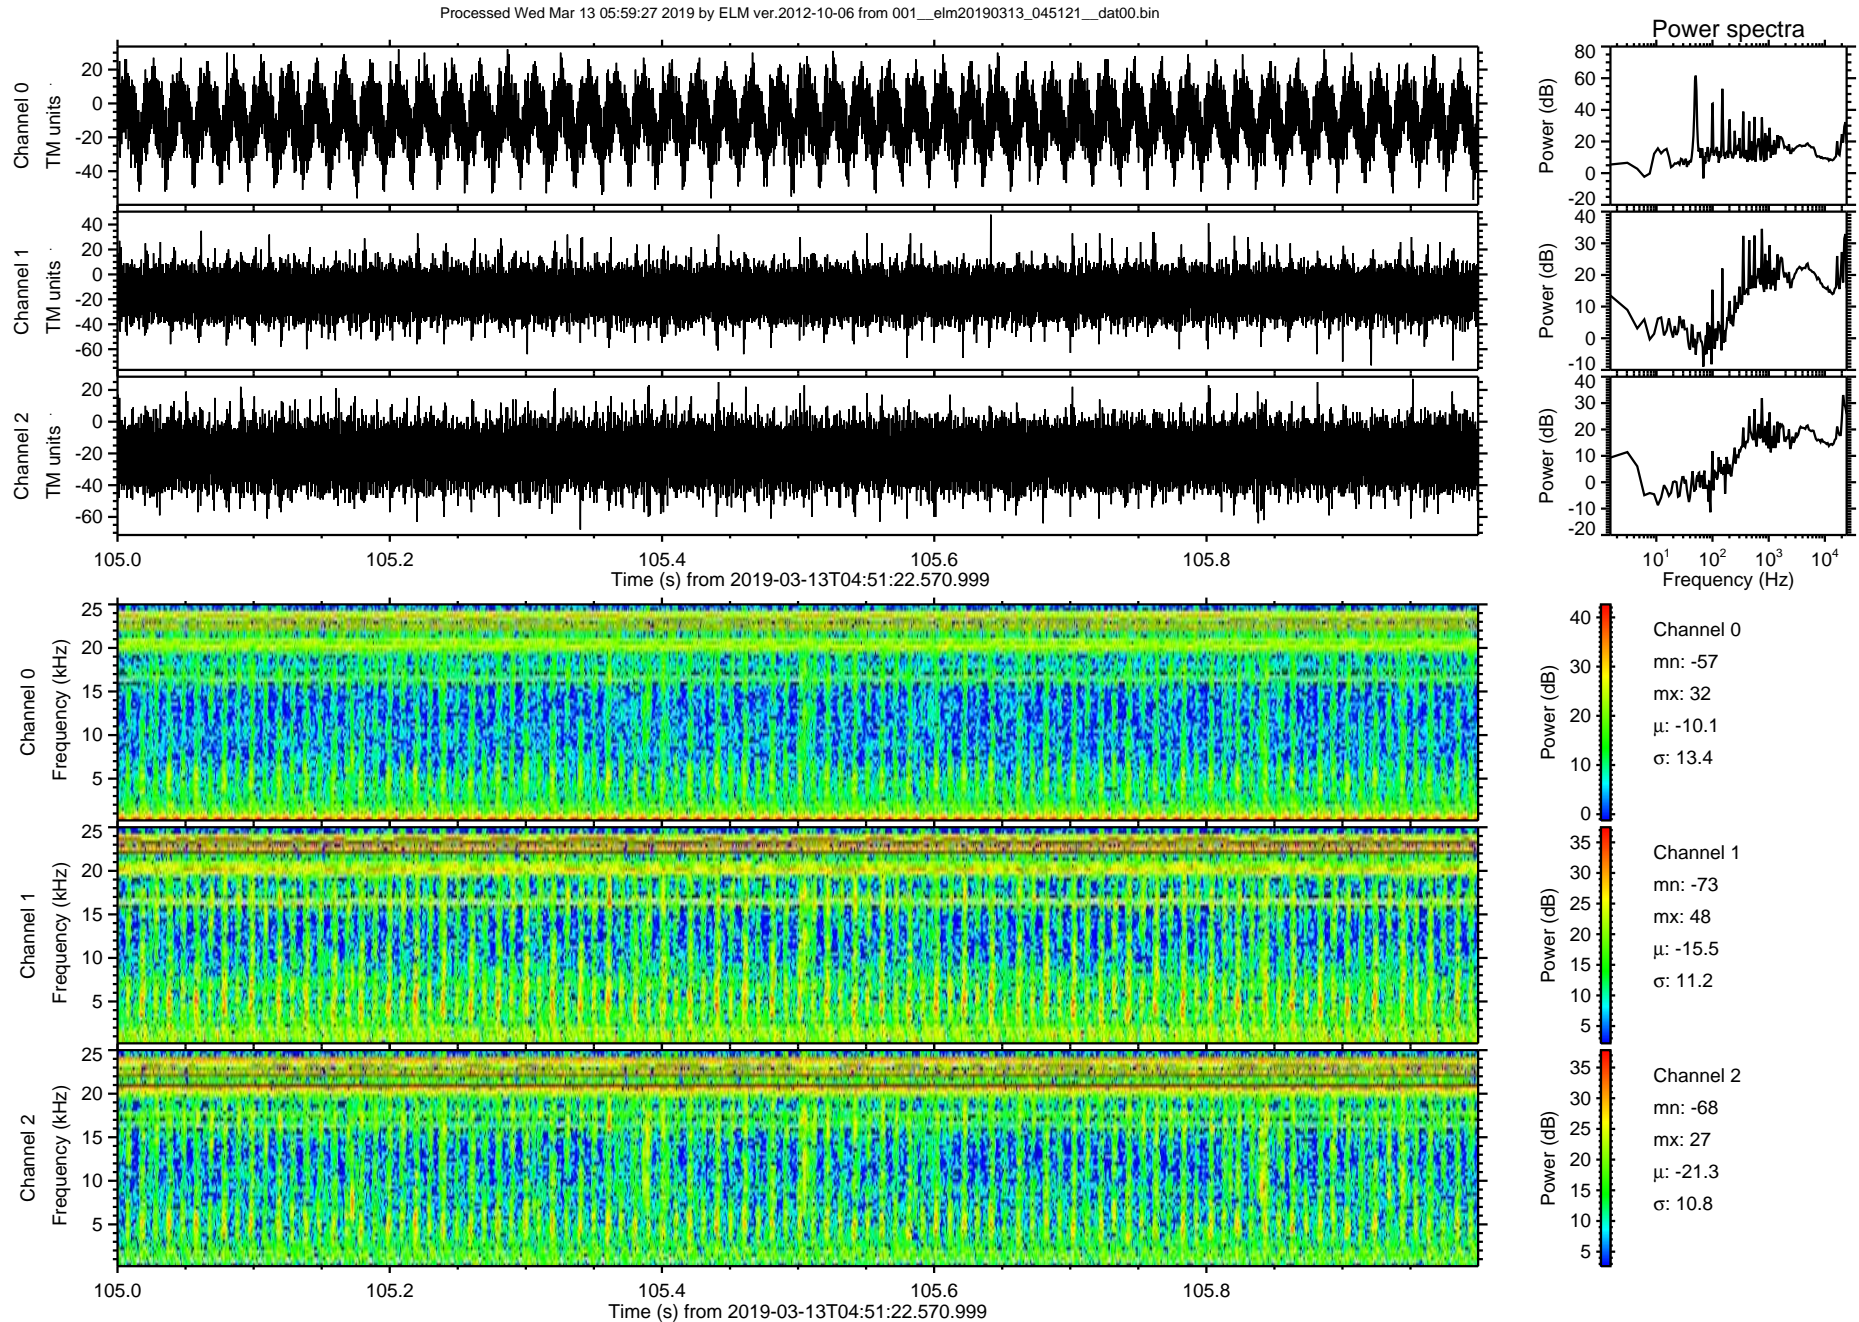 Processed Wed Mar 13 05:59:27 2019 by ELM ver.2012-10-06 from 001__elm20190313_045121__dat00.bin
Power spectra
Channel 0
TM units
20
0
-20
-40
Power (dB)
80
60
40
20
0
-20
Channel 1
TM units
40
20
0
-20
-40
-60
Power (dB)
40
30
20
10
0
-10
Channel 2
TM units
20
0
-20
-40
-60
Power (dB)
40
30
20
10
0
-10
-20
105.0 105.2 105.4 105.6 105.8
Time (s) from 2019-03-13T04:51:22.570.999
10^1 10^2 10^3 10^4
Frequency (Hz)
Channel 0
Frequency (kHz)
25
20
15
10
5
Power (dB)
40
30
20
10
0
Channel 0
mn: -57
mx: 32
μ: -10.1
σ: 13.4
Channel 1
Frequency (kHz)
25
20
15
10
5
Power (dB)
35
30
25
20
15
10
5
Channel 1
mn: -73
mx: 48
μ: -15.5
σ: 11.2
Channel 2
Frequency (kHz)
25
20
15
10
5
Power (dB)
35
30
25
20
15
10
5
Channel 2
mn: -68
mx: 27
μ: -21.3
σ: 10.8
105.0 105.2 105.4 105.6 105.8
Time (s) from 2019-03-13T04:51:22.570.999